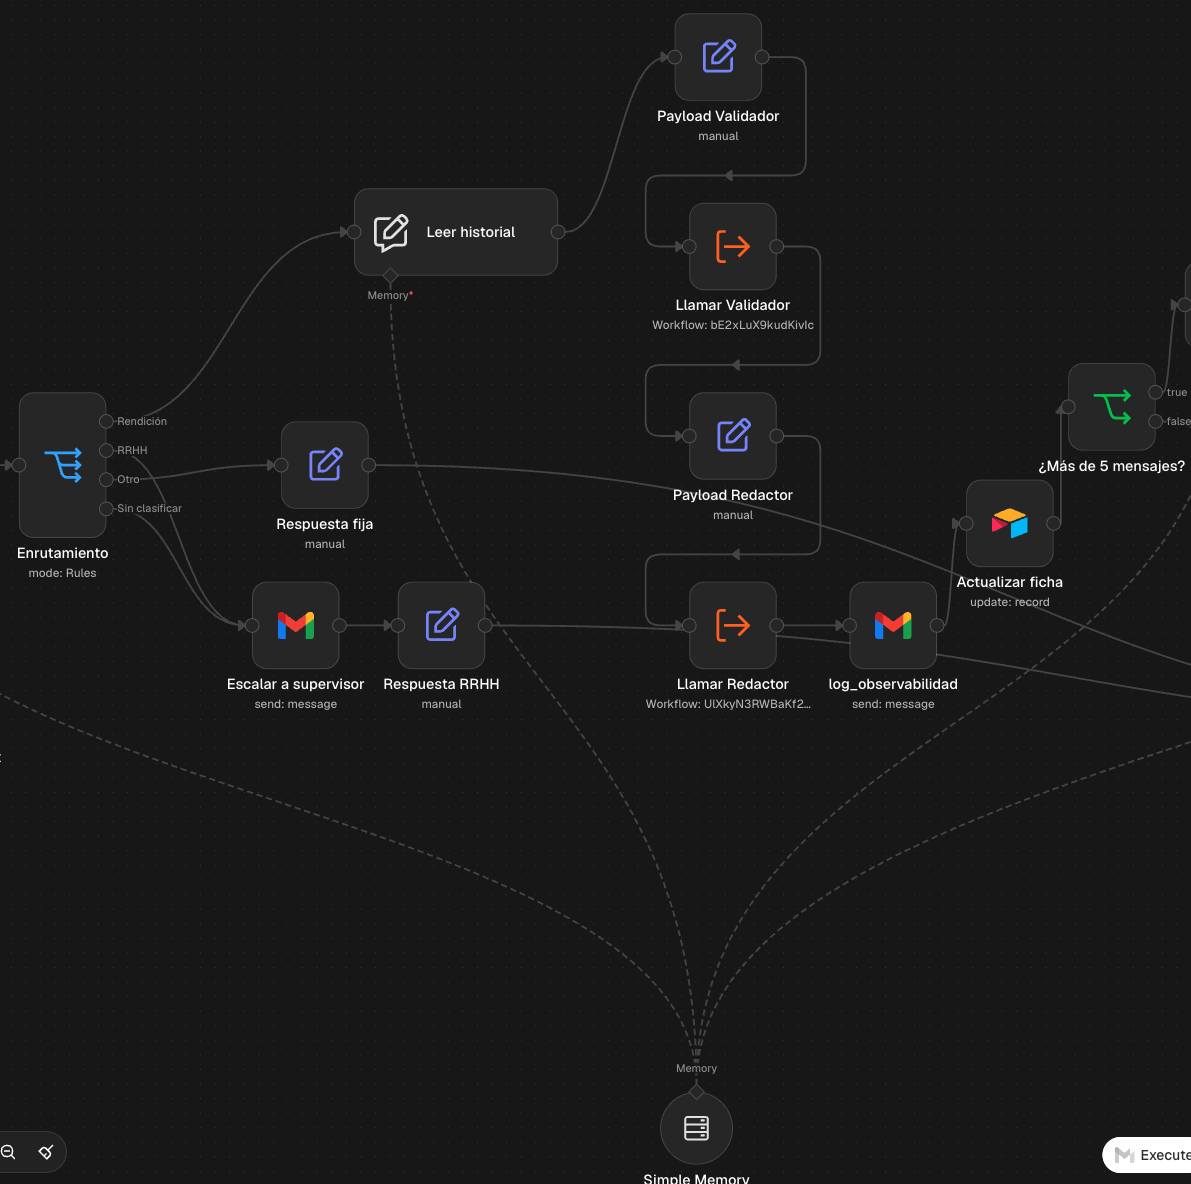 Payload Validador
manual
Leer historial
Memory*
Llamar Validador
Workflow: bE2xLuX9kudKivIc
Rendición
RRHH
Otro
Sin clasificar
Enrutamiento
mode: Rules
Respuesta fija
manual
Payload Redactor
manual
true
false
¿Más de 5 mensajes?
Actualizar ficha
update: record
Escalar a supervisor
send: message
Respuesta RRHH
manual
Llamar Redactor
Workflow: UlXkyN3RWBaKf2...
log_observabilidad
send: message
Memory
Simple Memory
Execute